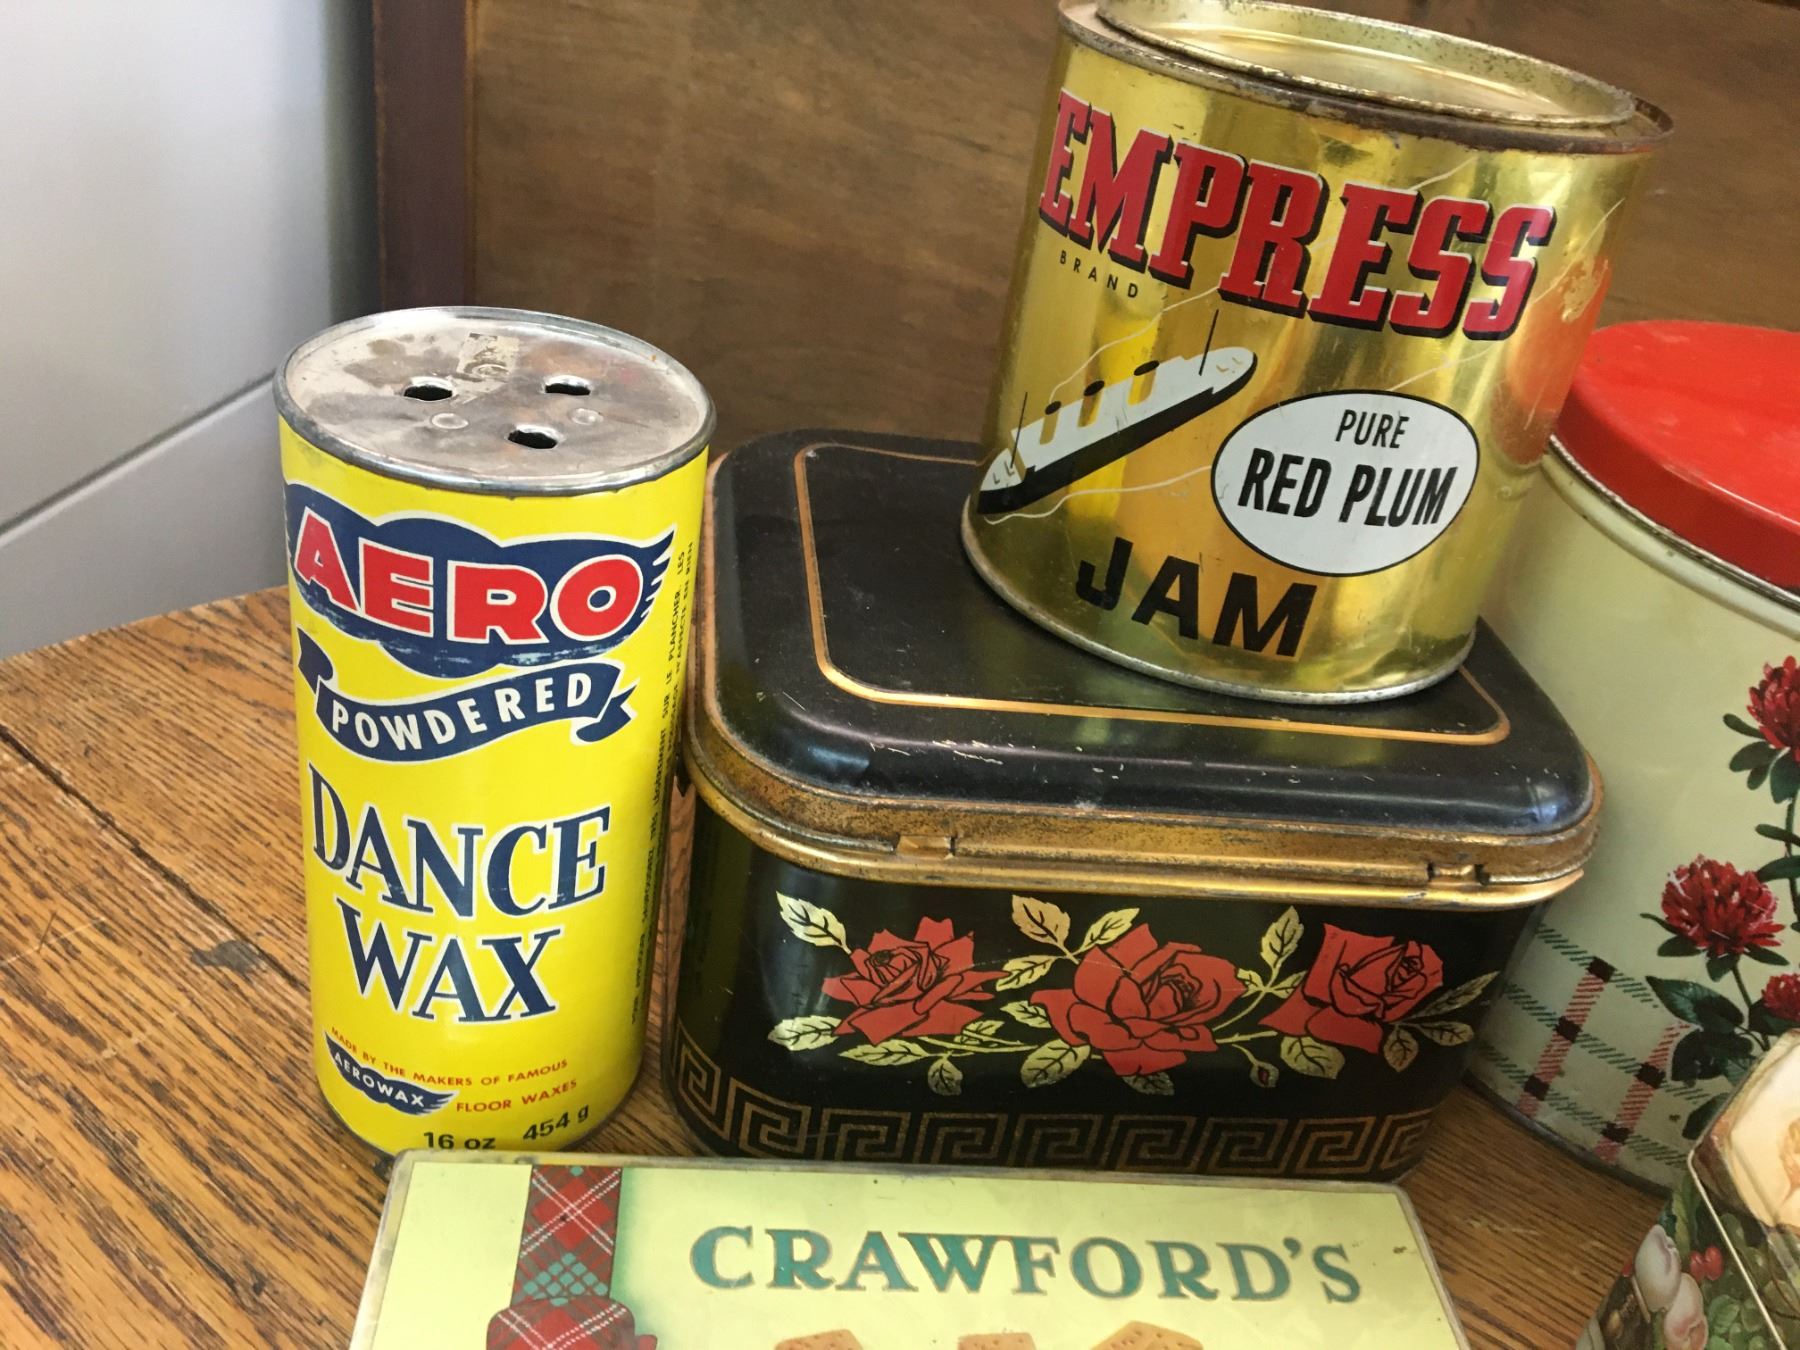 EMPRESS
BRAND
PURE
RED PLUM
JAM
AERO
POWDERED
DANCE
WAX
MADE BY THE MAKERS OF FAMOUS
AEROWAX FLOOR WAXES
16 oz 454 g
CRAWFORD'S